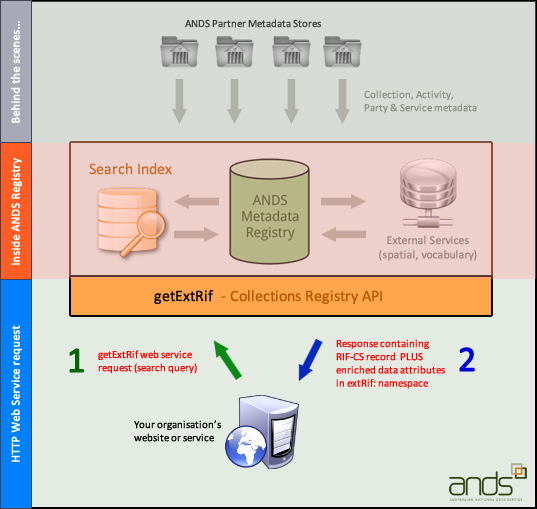 Behind the scenes...
ANDS Partner Metadata Stores
Collection, Activity,
Party & Service metadata
Inside ANDS Registry
Search Index
ANDS
Metadata
Registry
External Services
(spatial, vocabulary)
getExtRif - Collections Registry API
HTTP Web Service request
1
getExtRif web service
request (search query)
Response containing
RIF-CS record PLUS
enriched data attributes
in extRif: namespace
2
Your organisation's
website or service
ands
AUSTRALIAN NATIONAL DATA SERVICE